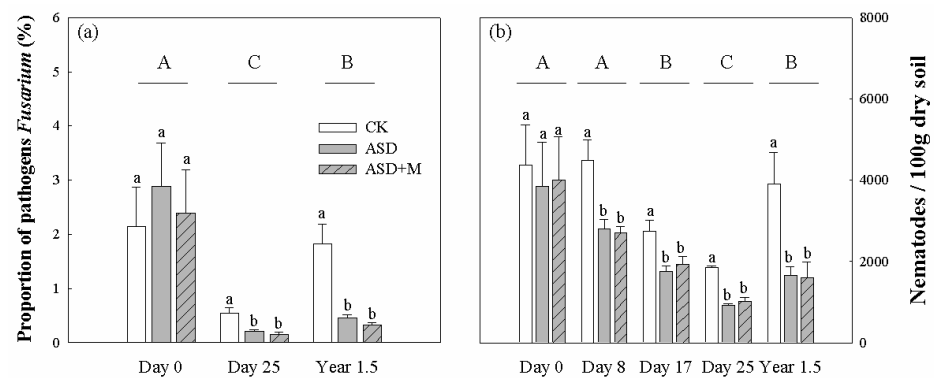 Proportion of pathogens Fusarium (%)
6
5
4
3
2
1
0
(a)
A
C
B
a
a
a
a
b
b
a
b
b
CK
ASD
ASD+M
Day 0
Day 25
Year 1.5
(b)
A
A
B
C
B
a
a
a
a
b
b
a
b
b
a
b
b
a
b
b
Day 0
Day 8
Day 17
Day 25
Year 1.5
8000
6000
4000
2000
0
Nematodes / 100g dry soil